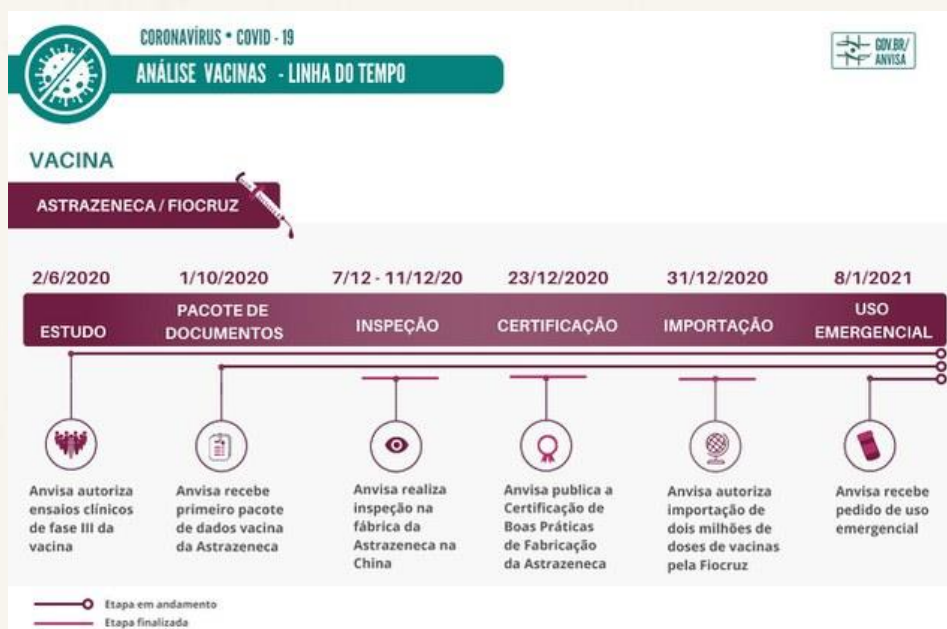 CORONAVÍRUS • COVID - 19
ANÁLISE VACINAS - LINHA DO TEMPO
GOV.BR/
ANVISA
VACINA
ASTRAZENECA / FIOCRUZ
2/6/2020
ESTUDO
Anvisa autoriza
ensaios clínicos
de fase III da
vacina
1/10/2020
PACOTE DE
DOCUMENTOS
Anvisa recebe
primeiro pacote
de dados vacina
da Astrazeneca
7/12 - 11/12/20
INSPEÇÃO
Anvisa realiza
inspeção na
fábrica da
Astrazeneca na
China
23/12/2020
CERTIFICAÇÃO
Anvisa publica a
Certificação de
Boas Práticas
de Fabricação
da Astrazeneca
31/12/2020
IMPORTAÇÃO
Anvisa autoriza
importação de
dois milhões de
doses de vacinas
pela Fiocruz
8/1/2021
USO
EMERGENCIAL
Anvisa recebe
pedido de uso
emergencial
Etapa em andamento
Etapa finalizada